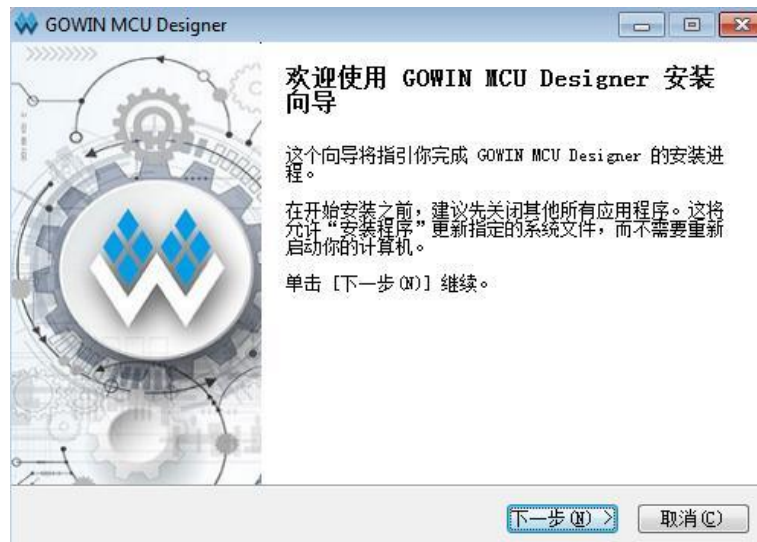 GOWIN MCU Designer
欢迎使用 GOWIN MCU Designer 安装
向导
这个向导将指引你完成 GOWIN MCU Designer 的安装进
程。
在开始安装之前，建议先关闭其他所有应用程序。这将
允许“安装程序”更新指定的系统文件，而不需要重新
启动你的计算机。
单击 [下一步(N)] 继续。
下一步(N) >
取消(C)